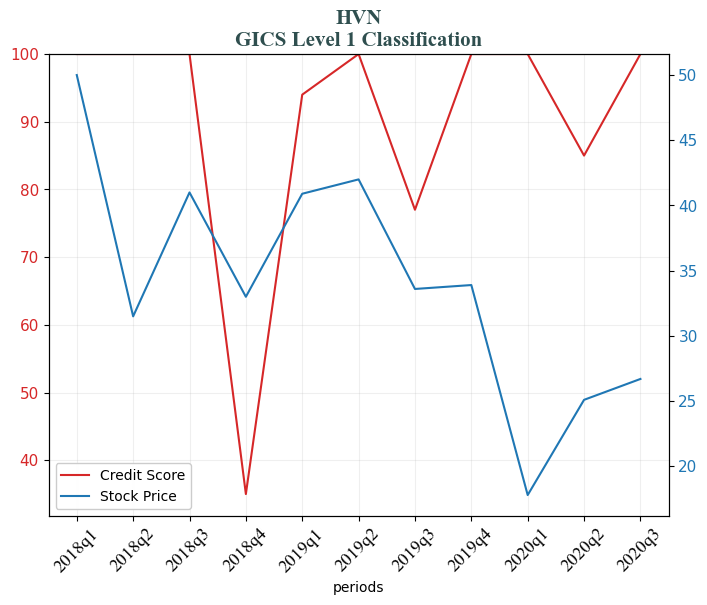 HVN
GICS Level 1 Classification
100
90
80
70
60
50
40
50
45
40
35
30
25
20
Credit Score
Stock Price
2018q1
2018q2
2018q3
2018q4
2019q1
2019q2
2019q3
2019q4
2020q1
2020q2
2020q3
periods